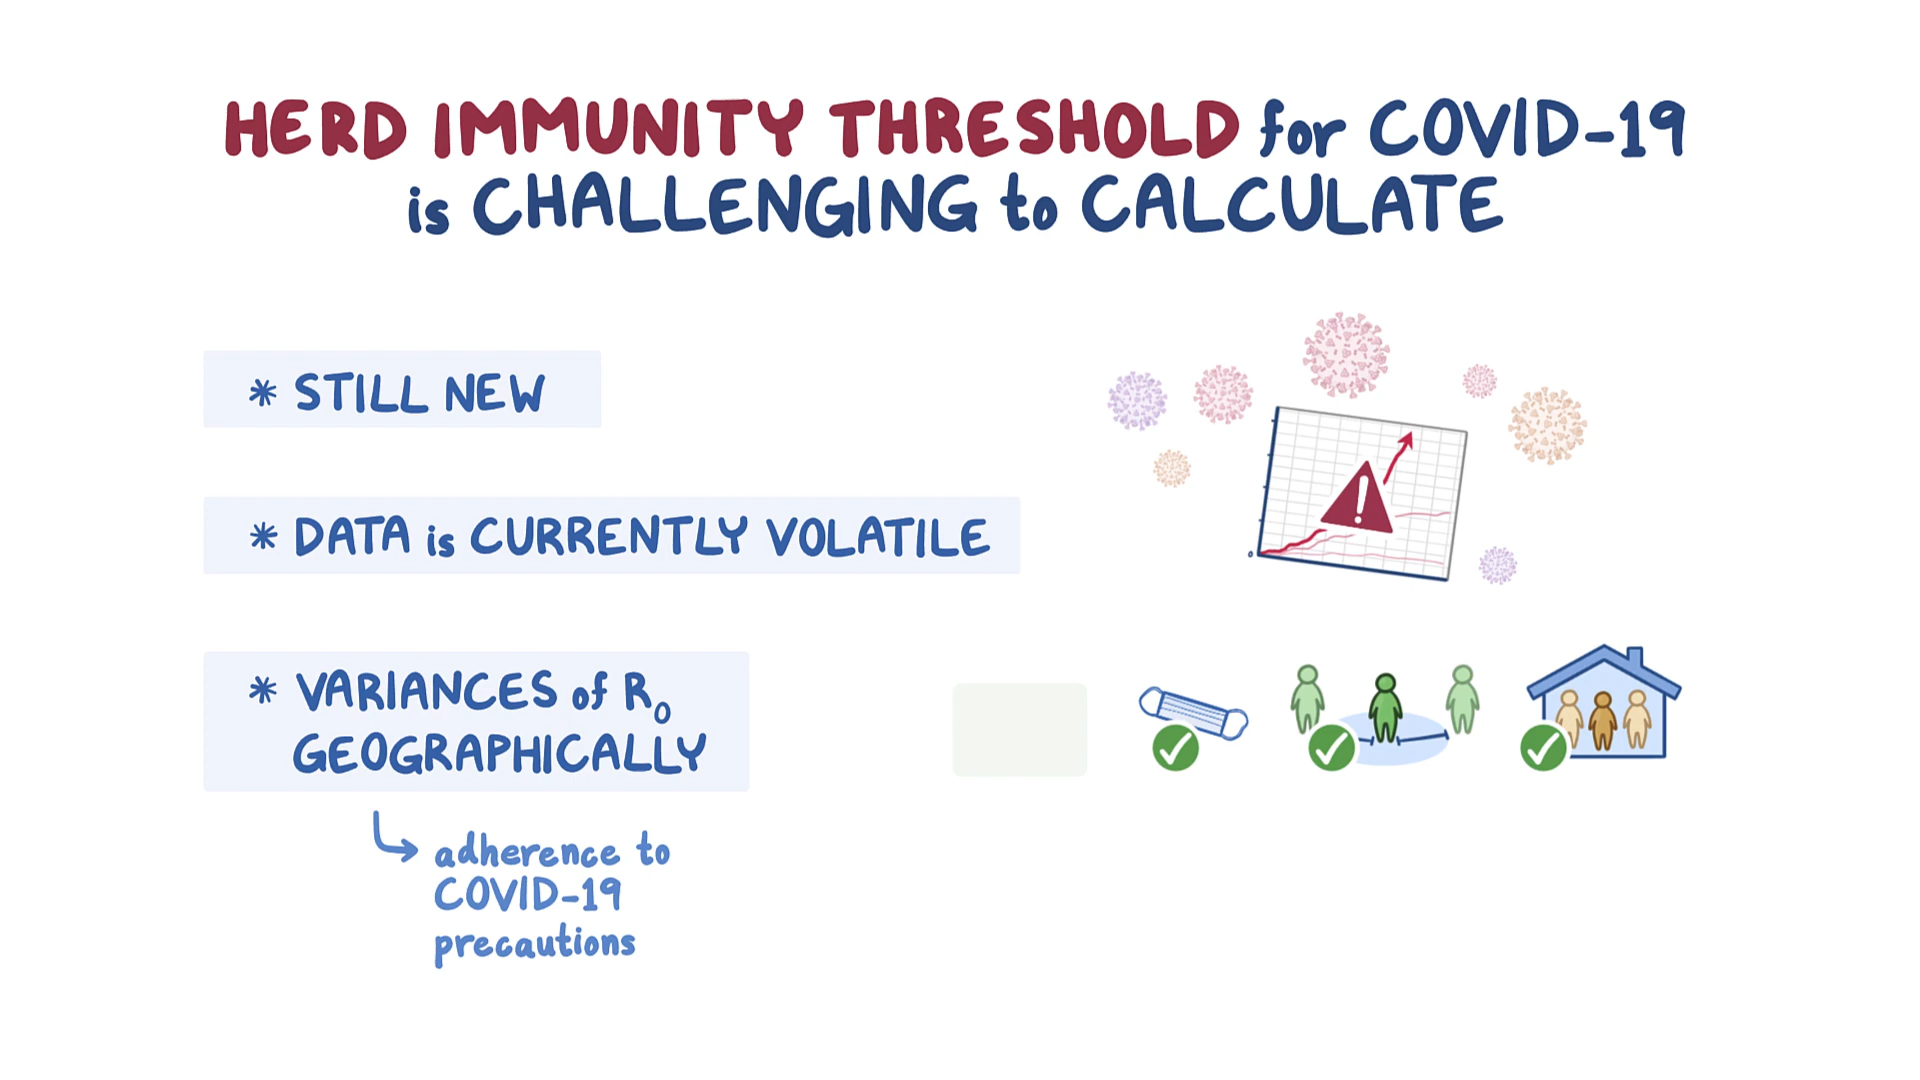 HERD IMMUNITY THRESHOLD for COVID-19
is CHALLENGING to CALCULATE
* STILL NEW
* DATA is CURRENTLY VOLATILE
0
* VARIANCES of R₀
GEOGRAPHICALLY
adherence to
COVID-19
precautions